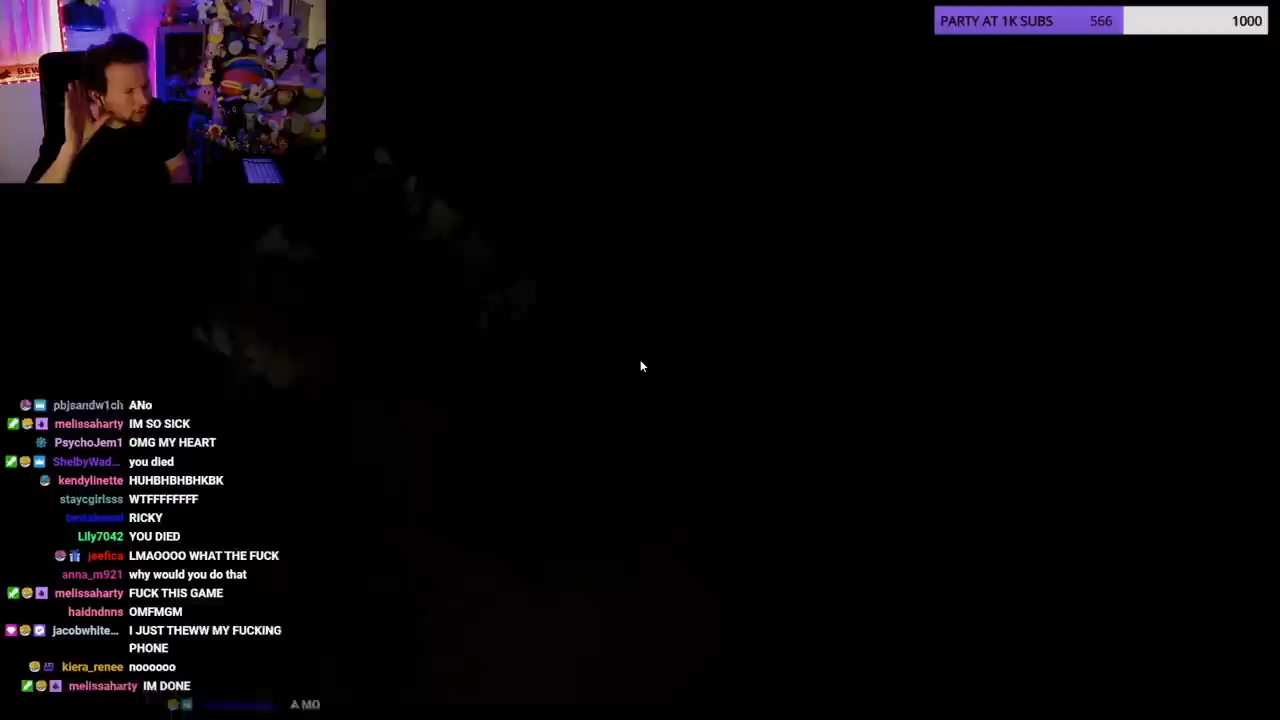 PARTY AT 1K SUBS 566 1000
BEW
pbjsandw1ch ANo
melissaharty IM SO SICK
PsychoJem1 OMG MY HEART
ShelbyWad... you died
kendylinette HUHBHBHBHKBK
staycgirlsss WTFFFFFFFF
RICKY
Lily7042 YOU DIED
jeefica LMAOOOO WHAT THE FUCK
anna_m921 why would you do that
melissaharty FUCK THIS GAME
haidndnns OMFMGM
jacobwhite... I JUST THEWW MY FUCKING
PHONE
kiera_renee noooooo
melissaharty IM DONE
A MO